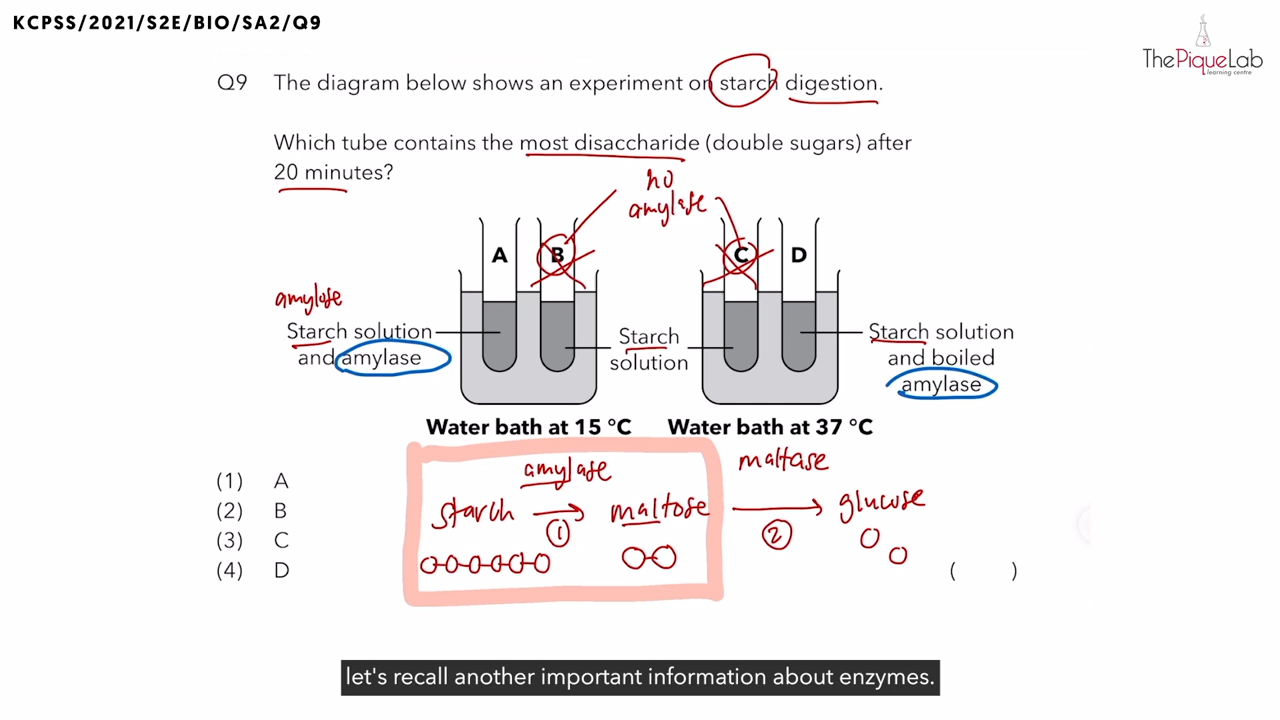 KCPSS/2021/S2E/BIO/SA2/Q9
ThePiqueLab
learning centre
Q9 The diagram below shows an experiment on starch digestion.
Which tube contains the most disaccharide (double sugars) after
20 minutes?
no
amylase
A B C D
amylose
Starch solution
and amylase
Starch
solution
Starch solution
and boiled
amylase
Water bath at 15 °C Water bath at 37 °C
(1) A
(2) B
(3) C
(4) D
amylase
maltase
starch maltose glucose
1 2
( )
let's recall another important information about enzymes.